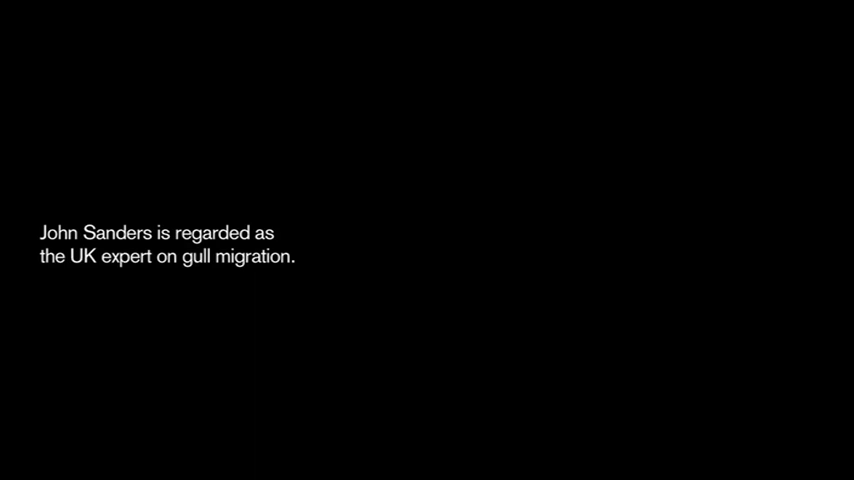 John Sanders is regarded as
the UK expert on gull migration.